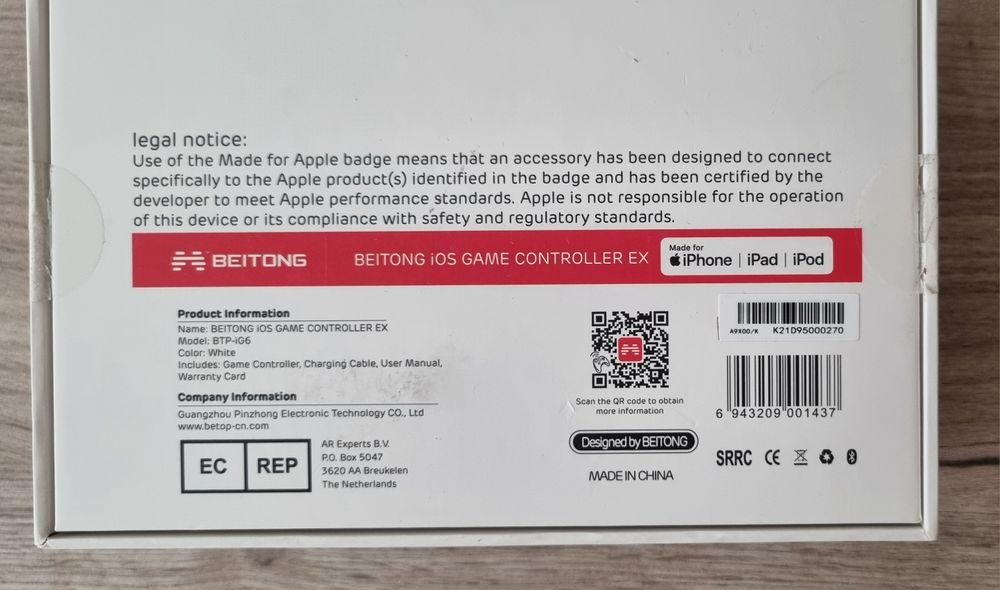 legal notice:
Use of the Made for Apple badge means that an accessory has been designed to connect
specifically to the Apple product(s) identified in the badge and has been certified by the
developer to meet Apple performance standards. Apple is not responsible for the operation
of this device or its compliance with safety and regulatory standards.
BEITONG
BEITONG iOS GAME CONTROLLER EX
Made for
iPhone | iPad | iPod
Product Information
Name: BEITONG iOS GAME CONTROLLER EX
Model: BTP-iG6
Color: White
Includes: Game Controller, Charging Cable, User Manual,
Warranty Card
Company Information
Guangzhou Pinzhong Electronic Technology CO., Ltd
www.betop-cn.com
EC REP
AR Experts B.V.
P.O. Box 5047
3620 AA Breukelen
The Netherlands
Scan the QR code to obtain
more information
Designed by BEITONG
MADE IN CHINA
A9X00/K K21D95000270
6 943209 001437
SRRC CE